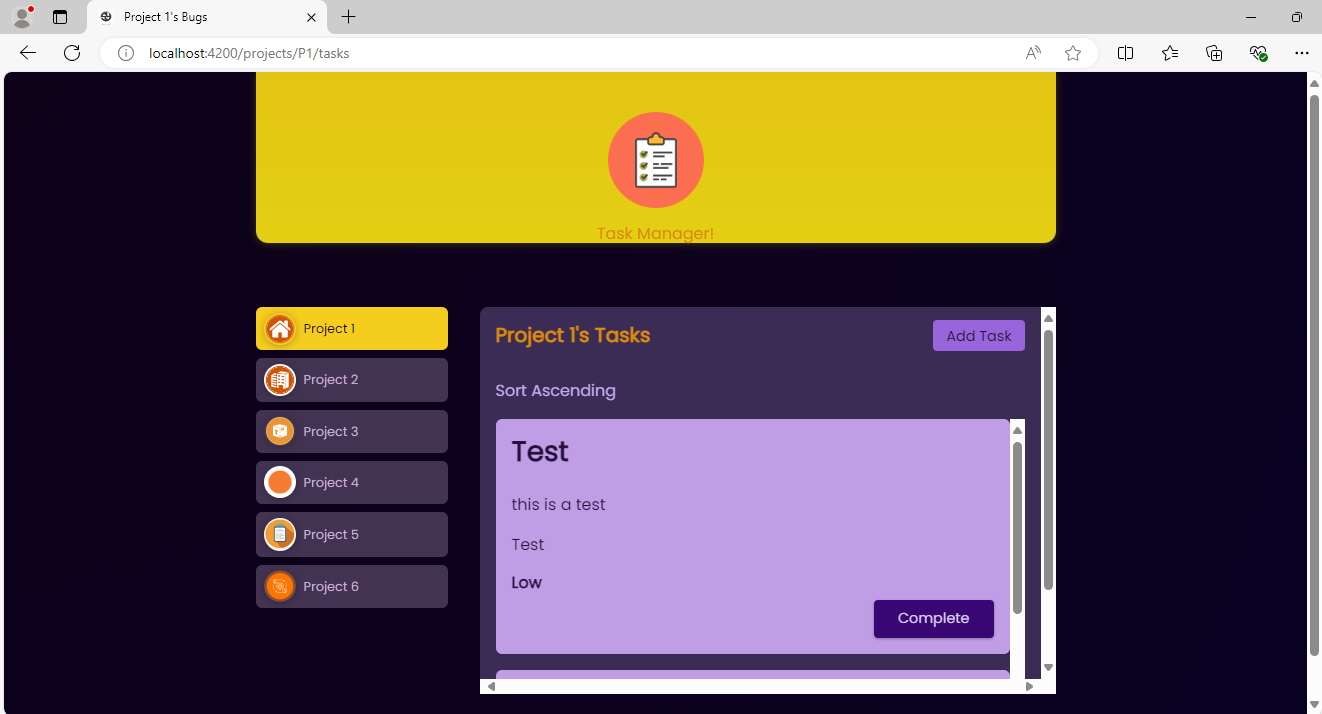 Project 1's Bugs
localhost:4200/projects/P1/tasks
Task Manager!
Project 1
Project 2
Project 3
Project 4
Project 5
Project 6
Project 1's Tasks
Add Task
Sort Ascending
Test
this is a test
Test
Low
Complete